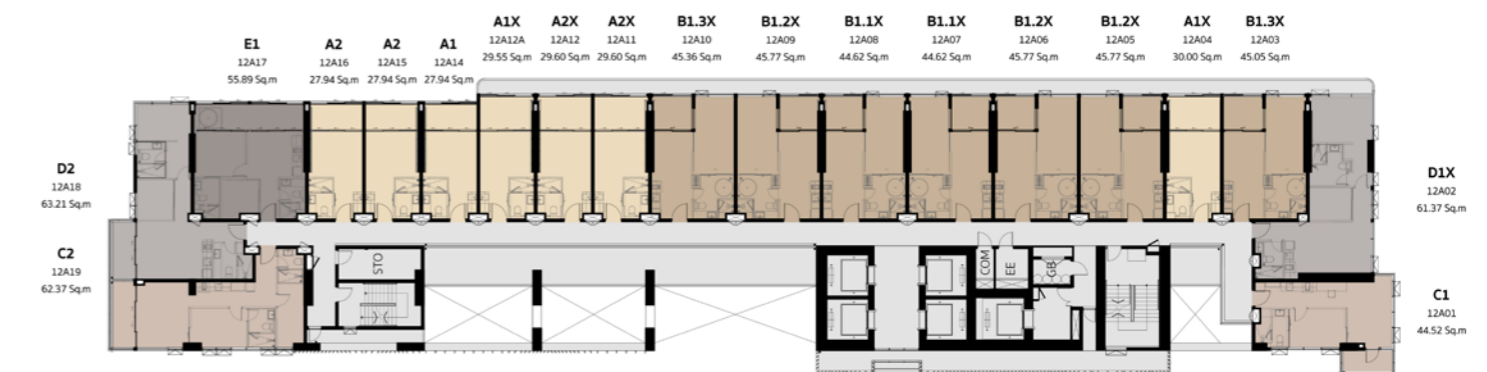 E1
12A17
55.89 Sq.m
A2
12A16
27.94 Sq.m
A2
12A15
27.94 Sq.m
A1
12A14
27.94 Sq.m
A1X
12A12A
29.55 Sq.m
A2X
12A12
29.60 Sq.m
A2X
12A11
29.60 Sq.m
B1.3X
12A10
45.36 Sq.m
B1.2X
12A09
45.77 Sq.m
B1.1X
12A08
44.62 Sq.m
B1.1X
12A07
44.62 Sq.m
B1.2X
12A06
45.77 Sq.m
B1.2X
12A05
45.77 Sq.m
A1X
12A04
30.00 Sq.m
B1.3X
12A03
45.05 Sq.m
D2
12A18
63.21 Sq.m
D1X
12A02
61.37 Sq.m
C2
12A19
62.37 Sq.m
STO
COM
EE
GB
C1
12A01
44.52 Sq.m